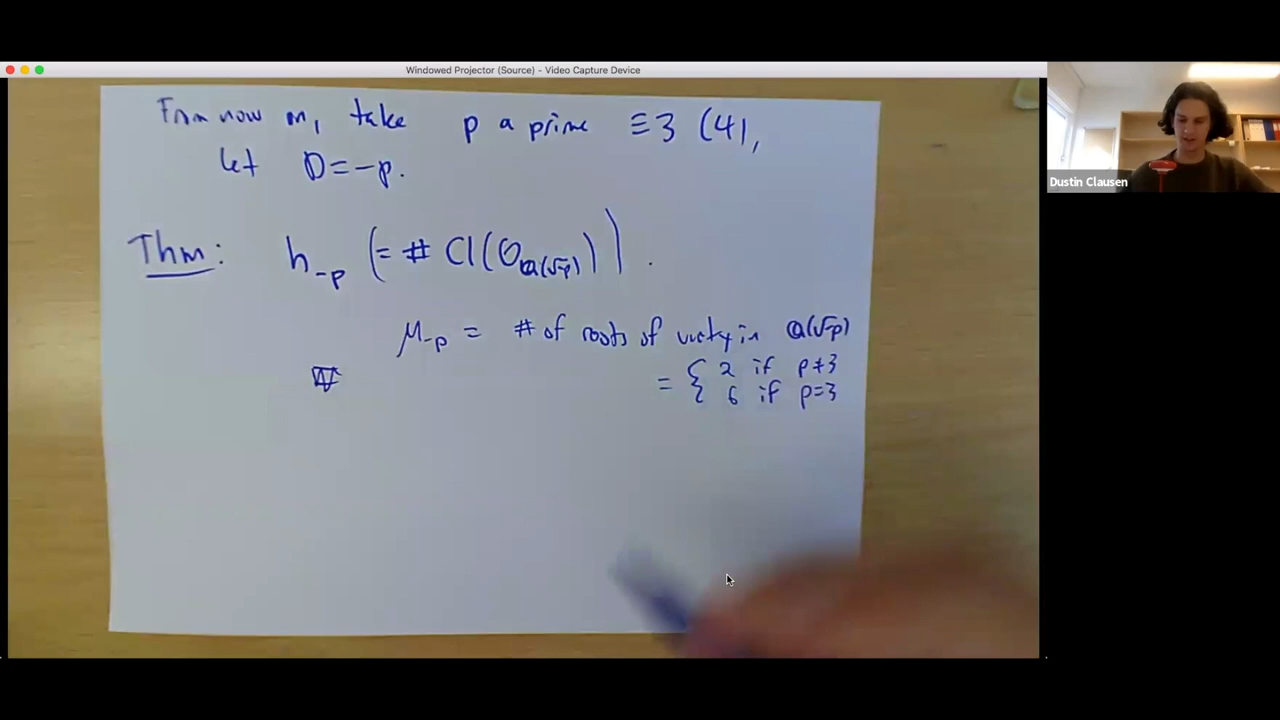 Windowed Projector (Source) - Video Capture Device
From now on, take p a prime ≡3 (4),
let D=-p.
Thm: h_{-p} (= # Cl(O_{Q(√-p)})) .
μ_{-p} = # of roots of unity in Q(√-p)
= { 2 if p≠3
6 if p=3
Dustin Clausen